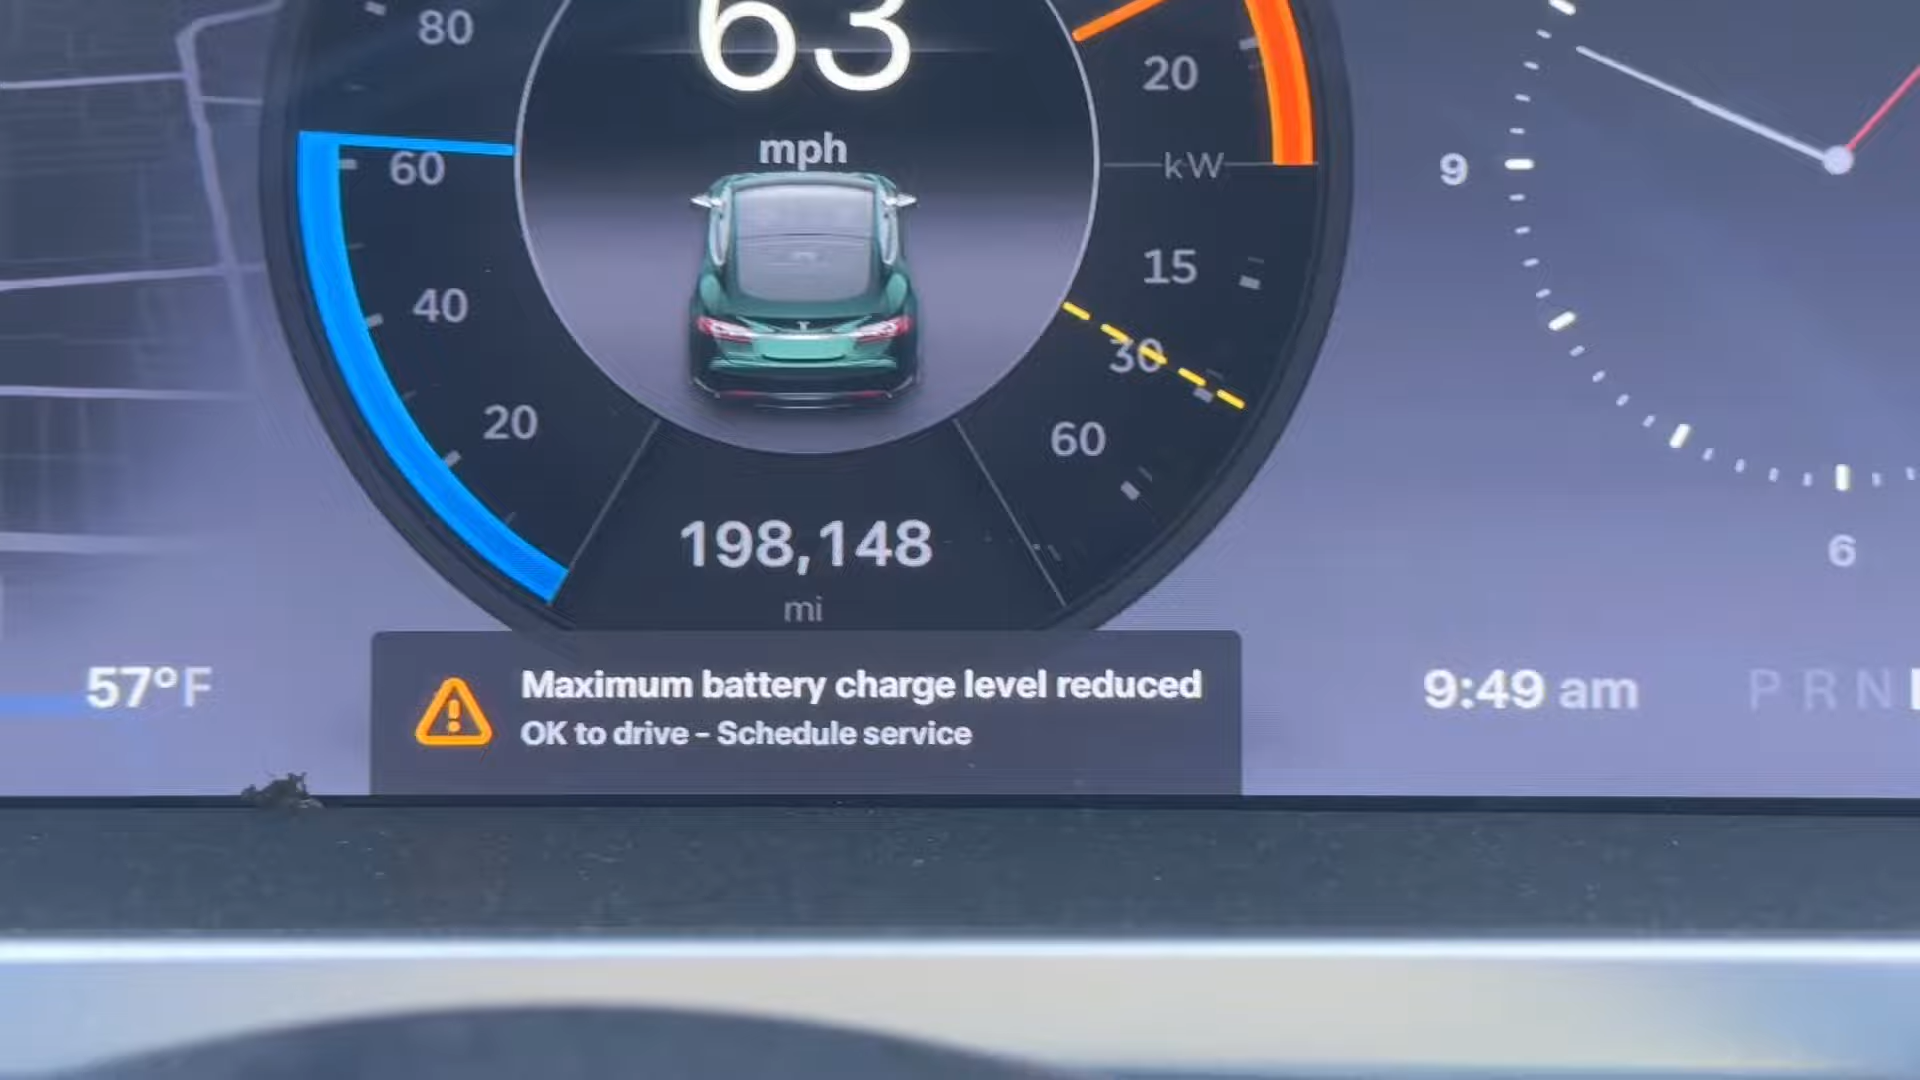 80
63
20
mph
60
kW
9
15
40
30
20
60
198,148
mi
6
57°F
Maximum battery charge level reduced
OK to drive - Schedule service
9:49 am
P R N